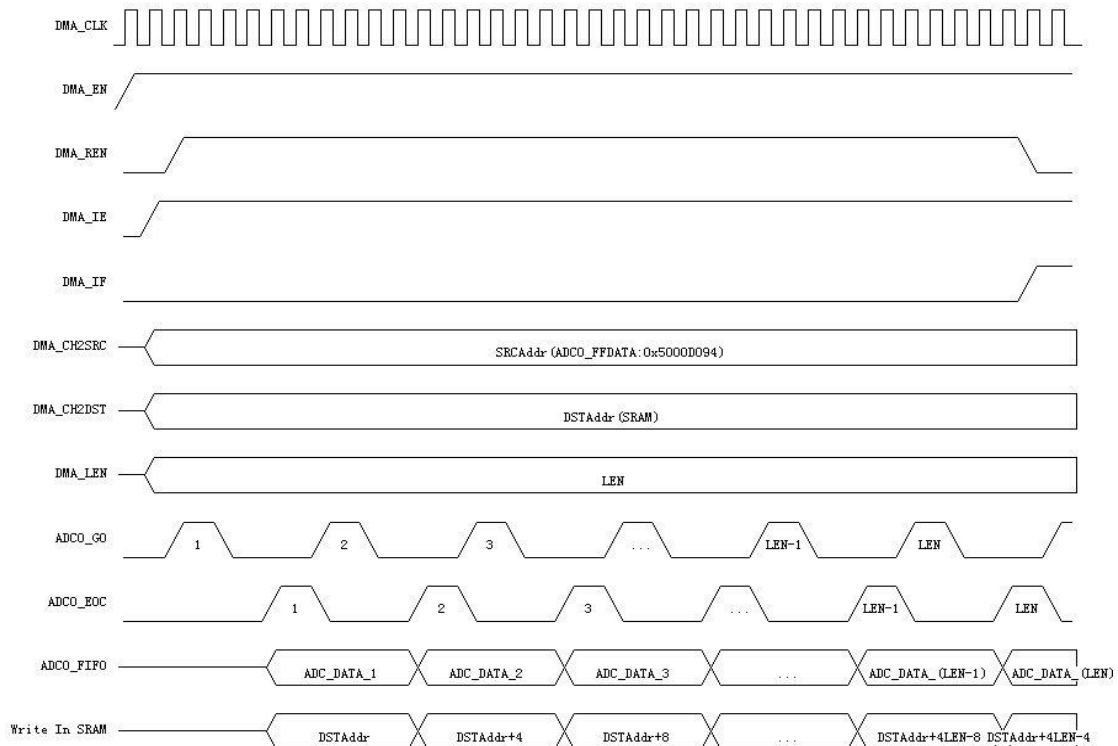 DMA_CLK
DMA_EN
DMA_REN
DMA_IE
DMA_IF
DMA_CH2SRC SRCAddr(ADC0_FFDATA:0x5000D094)
DMA_CH2DST DSTAddr(SRAM)
DMA_LEN LEN
ADC0_GO 1 2 3 ... LEN-1 LEN
ADC0_EOC 1 2 3 ... LEN-1 LEN
ADC0_FIFO ADC_DATA_1 ADC_DATA_2 ADC_DATA_3 ... ADC_DATA_(LEN-1) ADC_DATA_(LEN)
Write In SRAM DSTAddr DSTAddr+4 DSTAddr+8 ... DSTAddr+4LEN-8 DSTAddr+4LEN-4